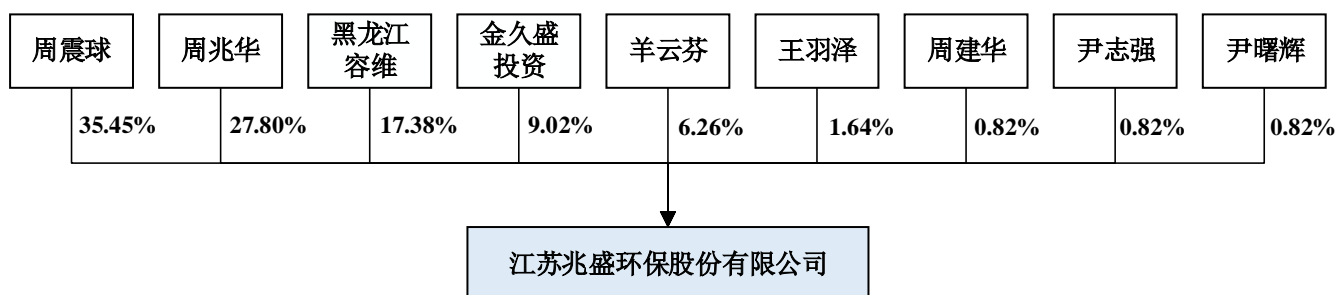 周震球
周兆华
黑龙江
容维
金久盛
投资
羊云芬
王羽泽
周建华
尹志强
尹曙辉
35.45%
27.80%
17.38%
9.02%
6.26%
1.64%
0.82%
0.82%
0.82%
江苏兆盛环保股份有限公司